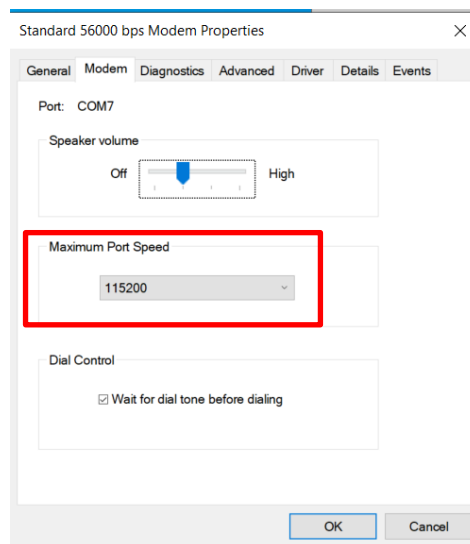 Standard 56000 bps Modem Properties
General Modem Diagnostics Advanced Driver Details Events
Port: COM7
Speaker volume
Off High
Maximum Port Speed
115200
Dial Control
Wait for dial tone before dialing
OK Cancel